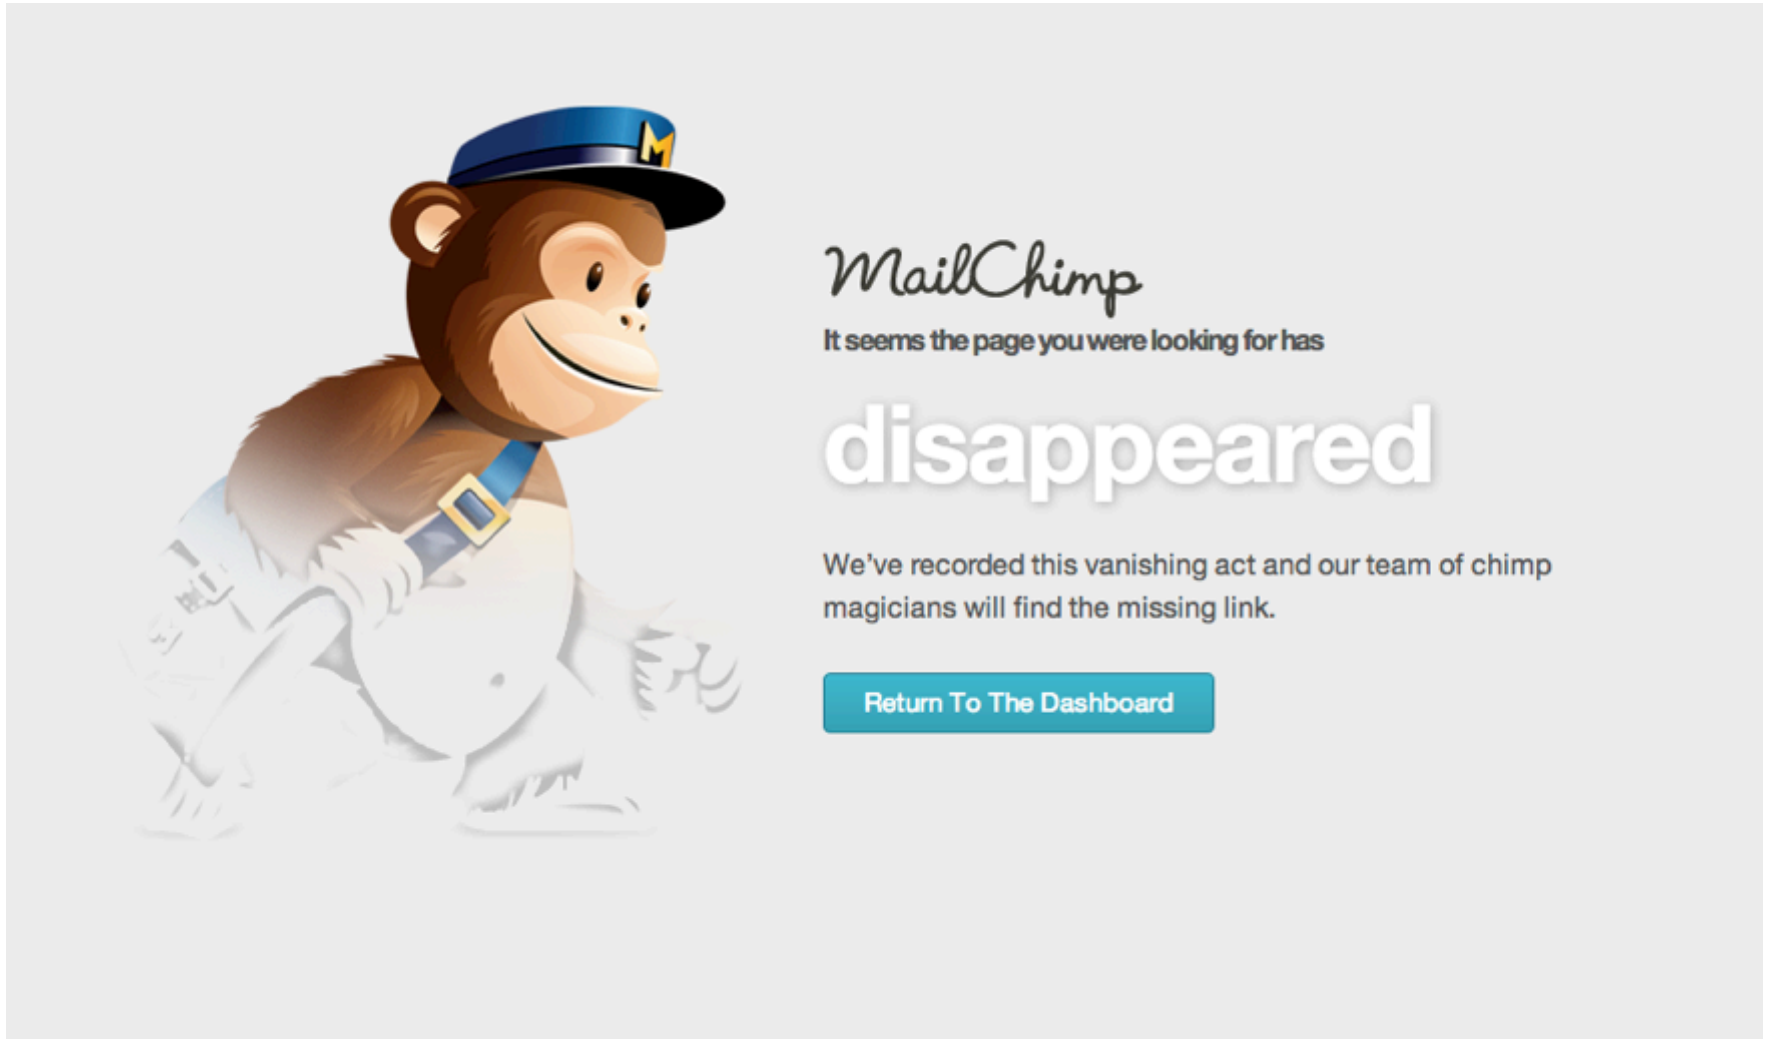 M
MailChimp
It seems the page you were looking for has
disappeared
We've recorded this vanishing act and our team of chimp
magicians will find the missing link.
Return To The Dashboard